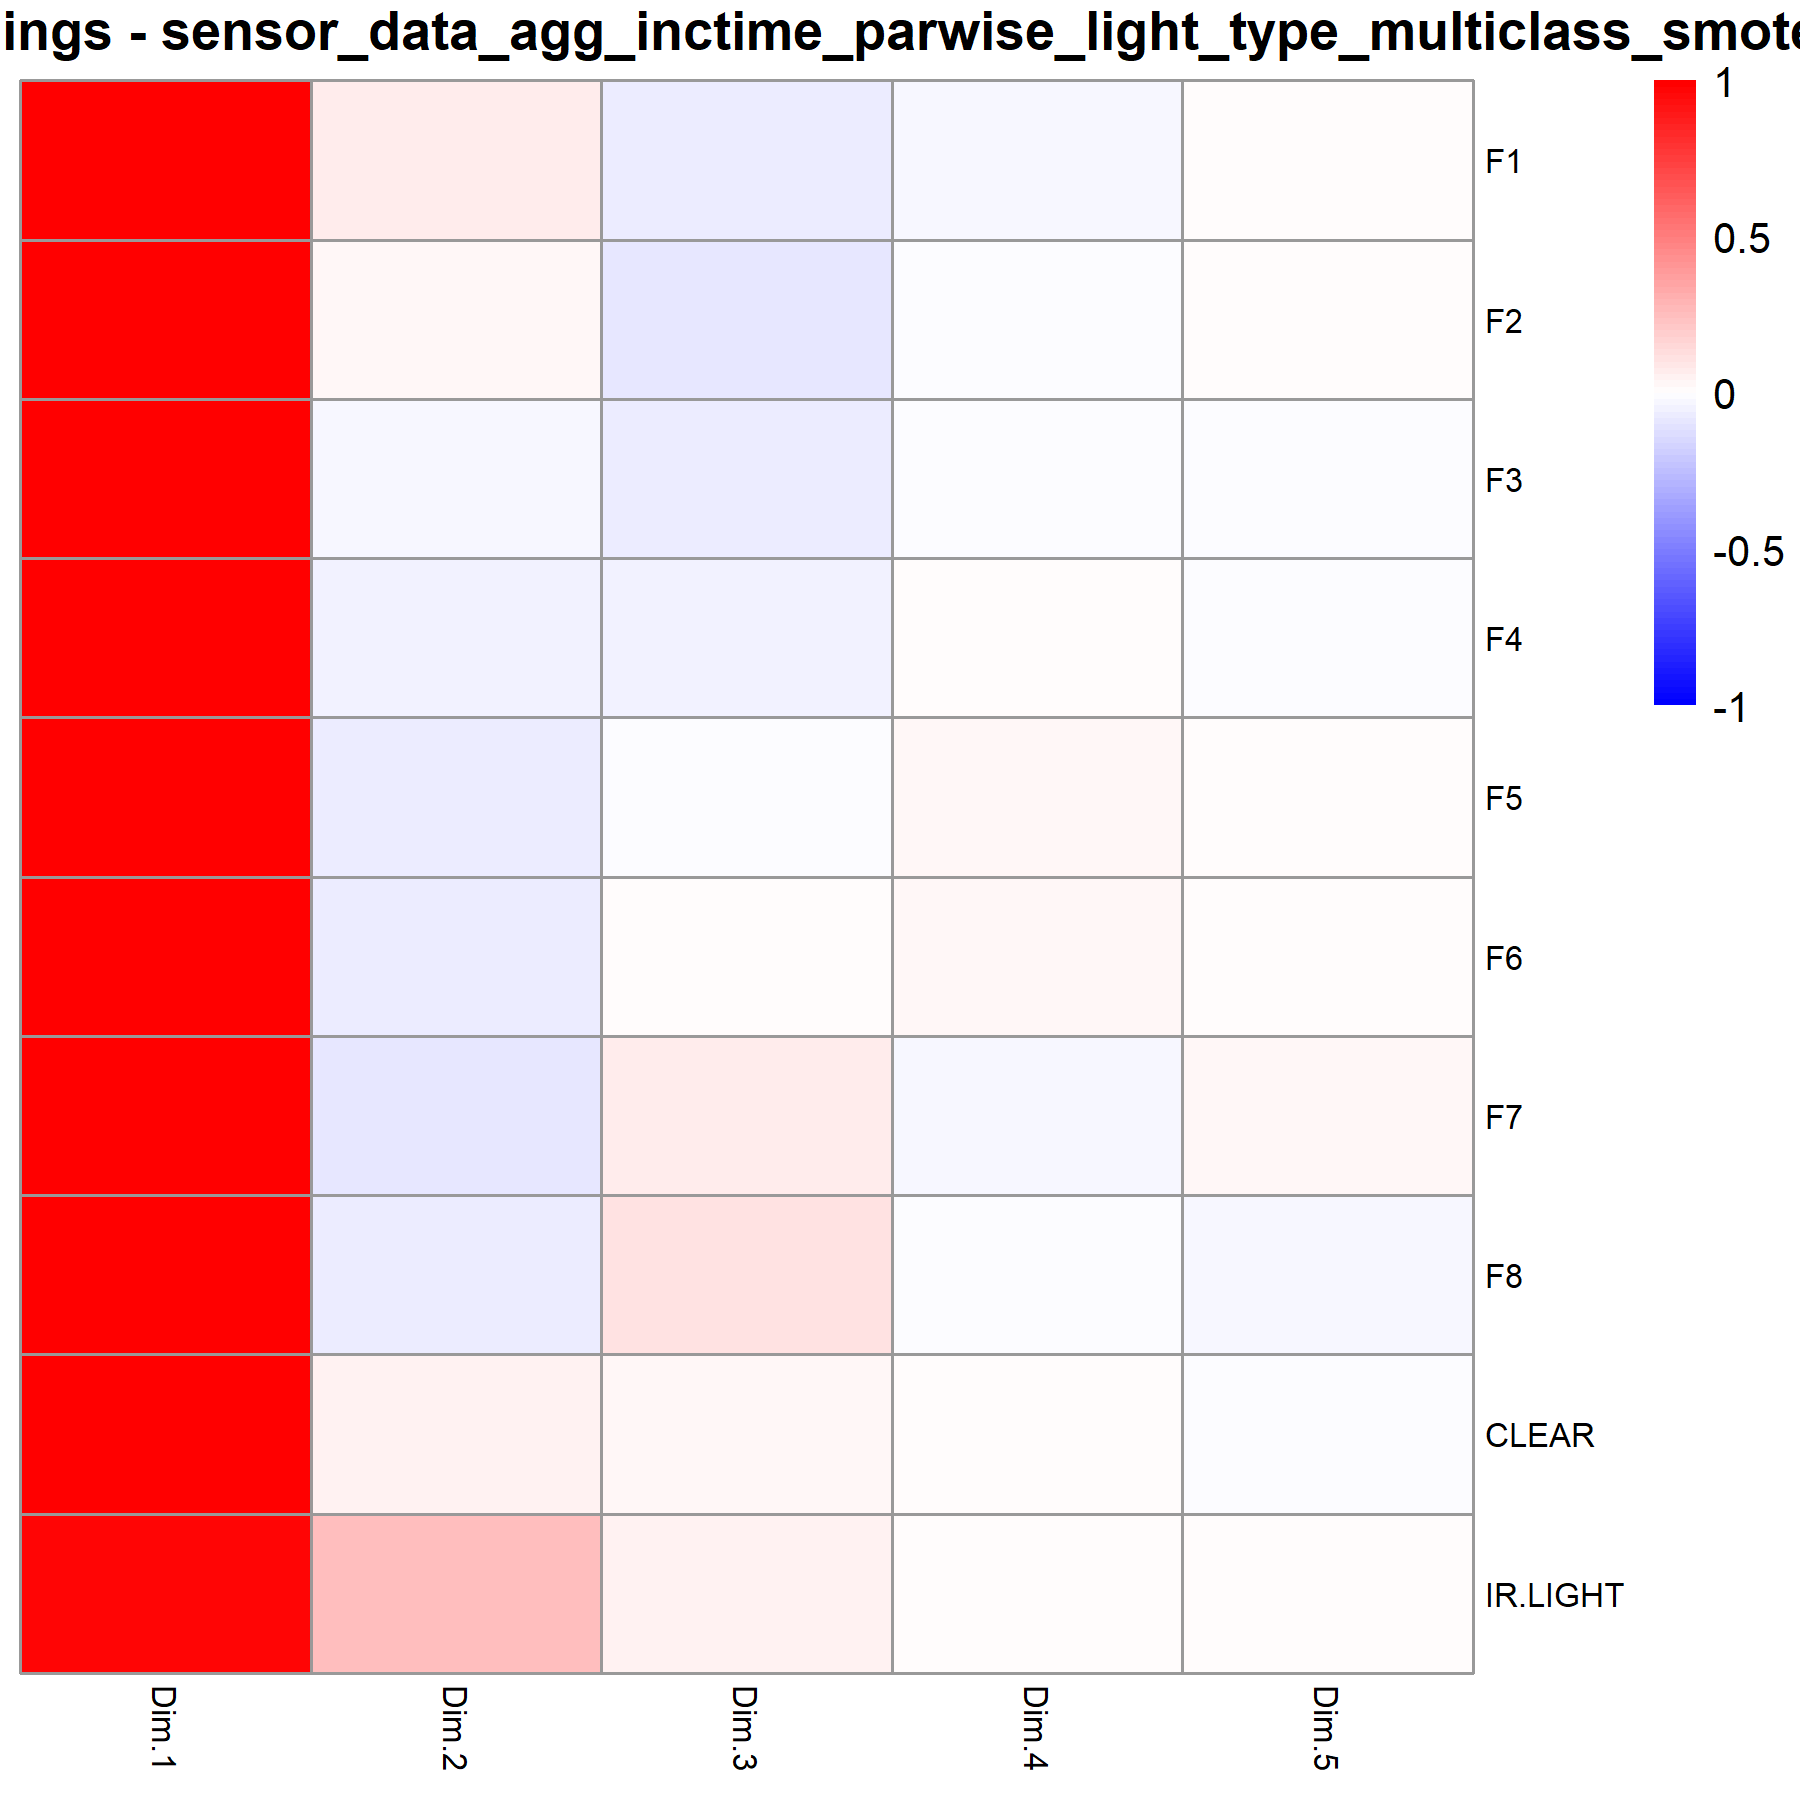 ings - sensor_data_agg_inctime_parwise_light_type_multiclass_smote
1
0.5
0
-0.5
-1
F1
F2
F3
F4
F5
F6
F7
F8
CLEAR
IR.LIGHT
Dim.1
Dim.2
Dim.3
Dim.4
Dim.5